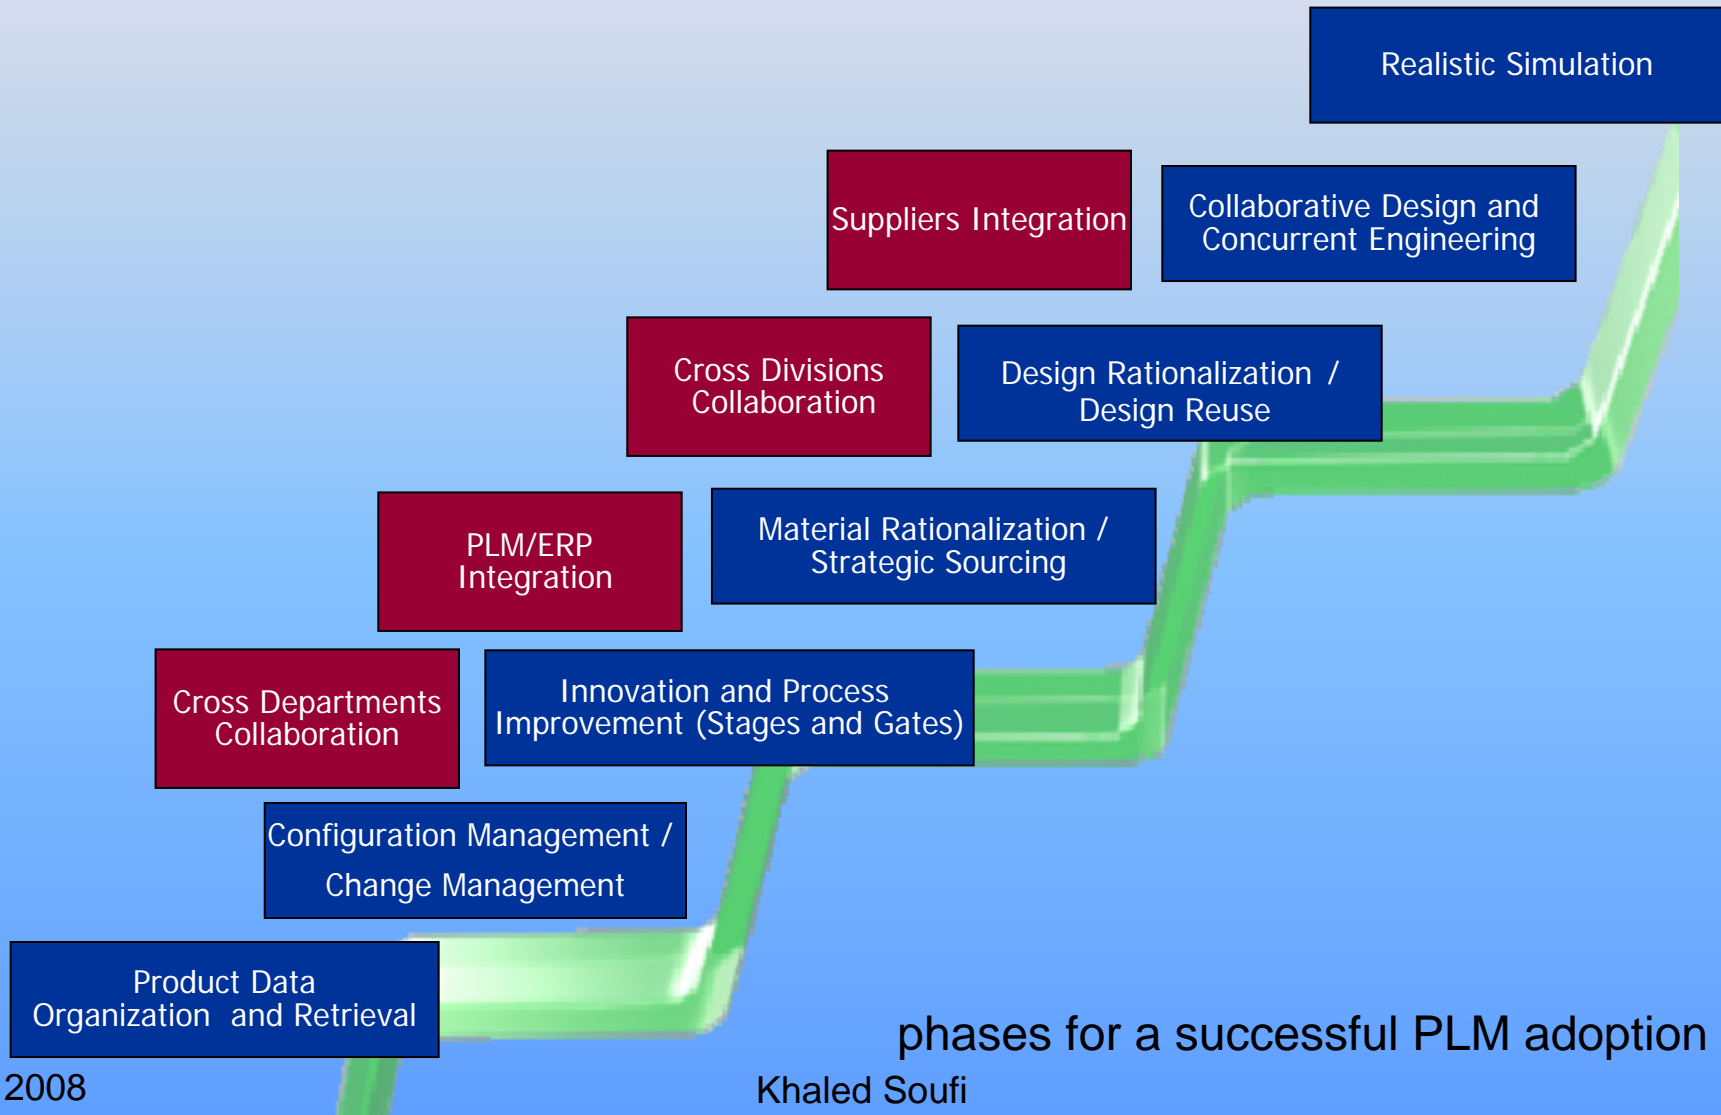 Realistic Simulation
Suppliers Integration
Collaborative Design and
Concurrent Engineering
Cross Divisions
Collaboration
Design Rationalization /
Design Reuse
PLM/ERP
Integration
Material Rationalization /
Strategic Sourcing
Cross Departments
Collaboration
Innovation and Process
Improvement (Stages and Gates)
Configuration Management /
Change Management
Product Data
Organization and Retrieval
phases for a successful PLM adoption
2008
Khaled Soufi